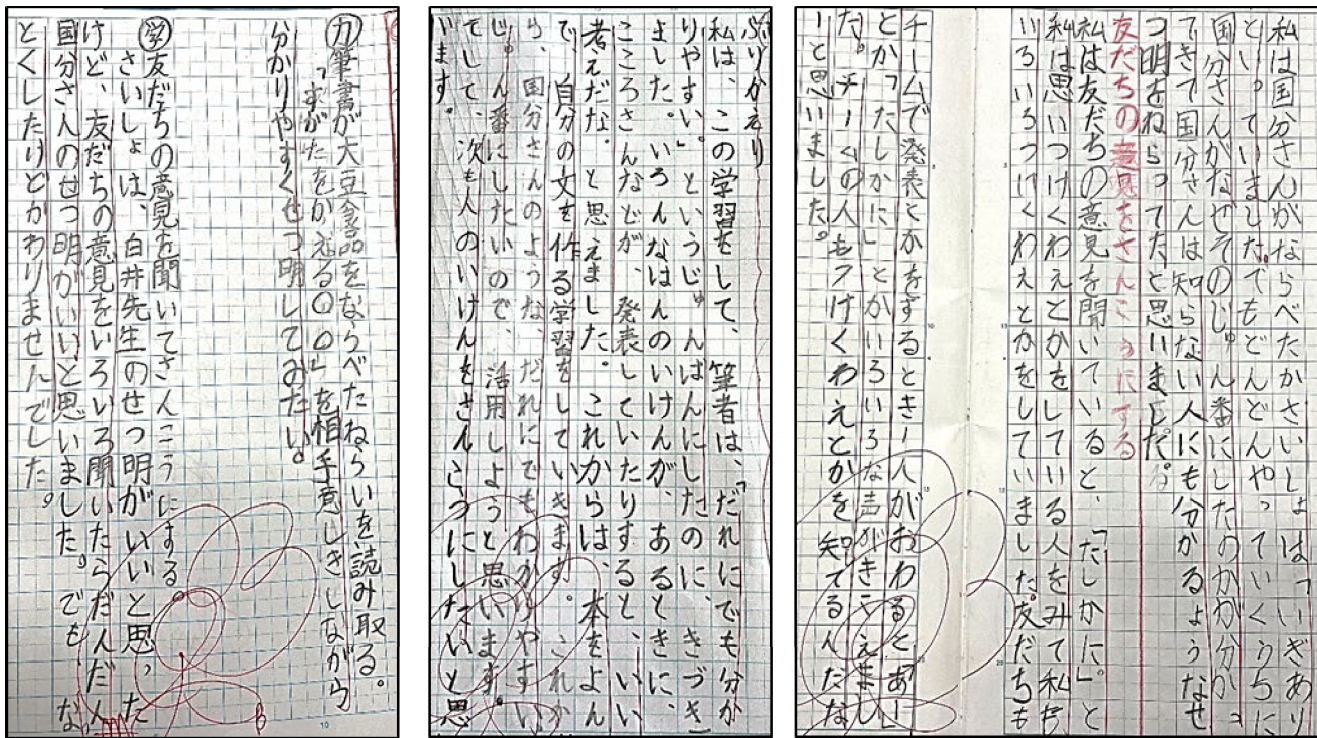 ㋕筆者が大豆食品をならべたねらいを読み取る。
「すがたをかえる○○」を相手意しきしながら
分かりやすくせつ明してみたい。
㋻友だちの意見を聞いてさんこうにする。
さいしょは、白井先生のせつ明がいいと思った
けど、友だちの意見をいろいろ聞いたらだんだん
国分さんのせつ明がいいと思いました。でも、な
とくしたりとかわりませんでした。
ふりかえり
私は、この学習をして、筆者は、「だれにでも分か
りやすい。」というじゅんばんにしたのに、きづき
ました。いろんなはんのいけんが、あるときに、
こころさんなどが、発表していたりすると、いい
考えだな、と思えました。これからは、本をよん
で、自分の文を作る学習をしていきます。これか
ら、国分さんのような、だれにでもわかりやすい
じゅん番にしたいので、活用しようと思います。
そして、次も人のいけんをさんこうにしたいと思
います。
私は国分さんがならべたかさいしょはついぎあり
といっていました。でもどんどんやっていくうちに
国分さんがなぜそのじゅん番にしたのかが分かっ
てきて国分さんは知らない人にも分かるようなせ
つ明をねらってたと思いました。
友だちの意見をさんこうにする
私は友だちの意見を聞いていると、「たしかに」と
私は思いつけくわえとかをしている人をみて私も
いろいろつけくわえとかをしていました。友だちも
チームで発表とかをするとき一人がおわると「あー」
とか「たしかに」とかいろいろな声がきこえまし
た。チームの人もつけくわえとかを知てるんだな
ーと思いました。